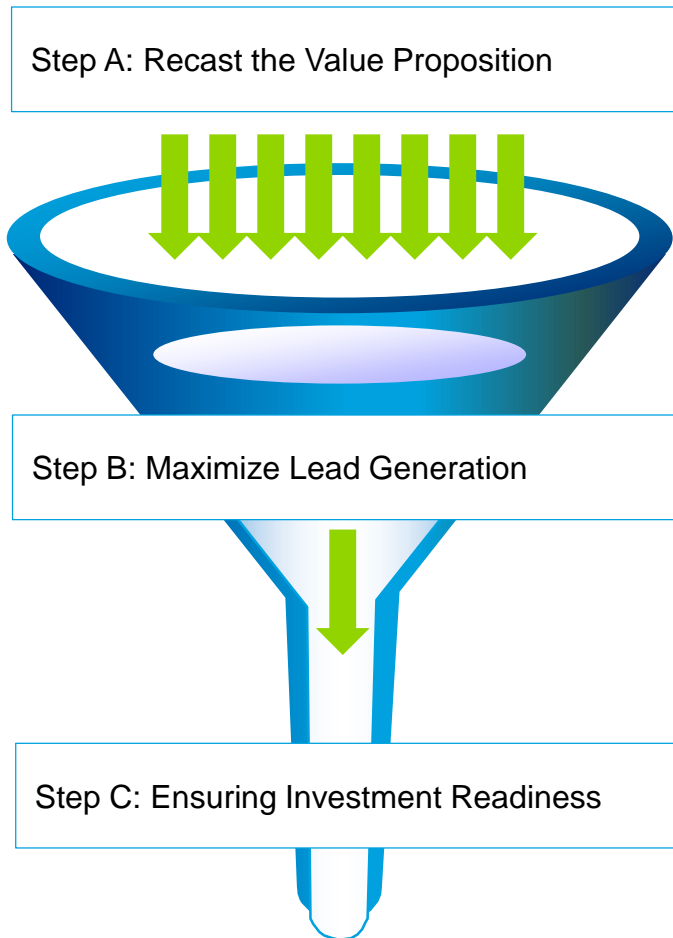 Step A: Recast the Value Proposition
Step B: Maximize Lead Generation
Step C: Ensuring Investment Readiness